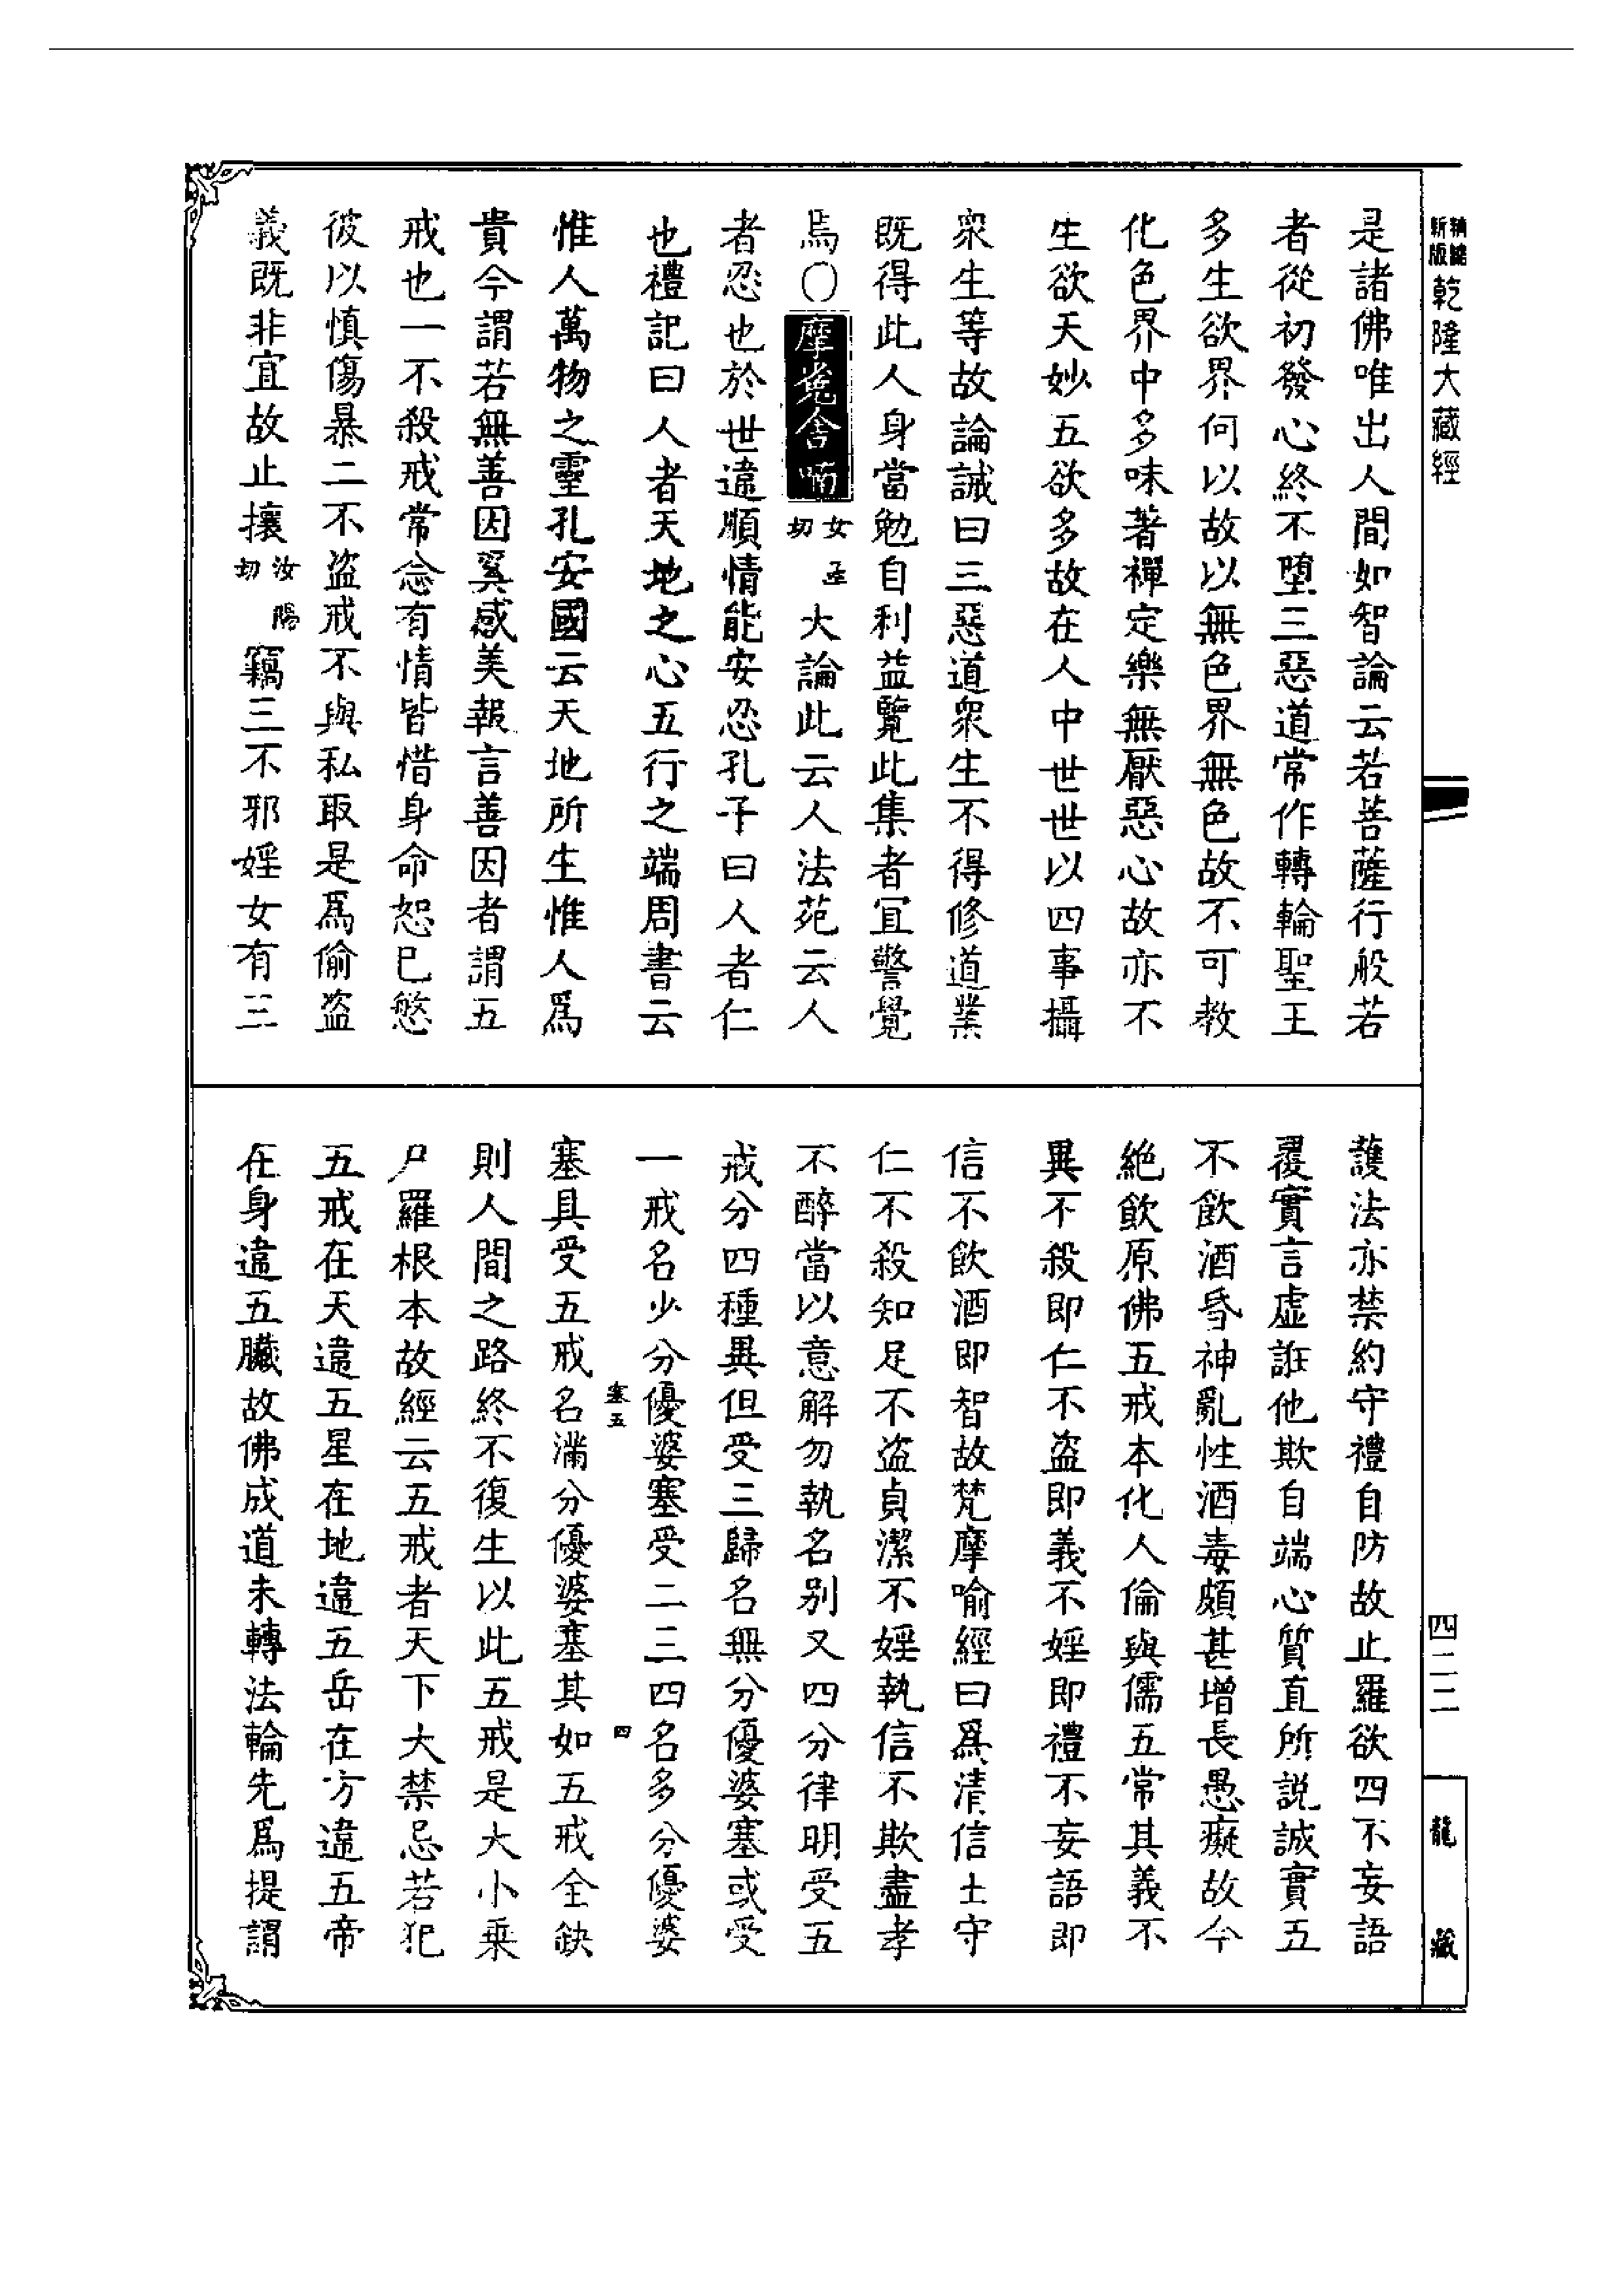 精縮新版乾隆大藏經
是諸佛唯出人間如智論云若菩薩行般若
者從初發心終不墮三惡道常作轉輪聖王
多生欲界何以故以無色界無色故不可教
化色界中多味著禪定樂無厭惡心故亦不
生欲天妙五欲多故在人中世世以四事攝
眾生等故論誡曰三惡道眾生不得修道業
既得此人身當勉自利益覽此集者宜警覺
焉〇摩㝹舍喃女咸切大論此云人法苑云人
者忍也於世違順情能安忍孔子曰人者仁
也禮記曰人者天地之心五行之端周書云
惟人萬物之靈孔安國云天地所生惟人為
貴今謂若無善因奚感美報言善因者謂五
戒也一不殺戒常念有情皆惜身命恕己愍
彼以慎傷暴二不盜戒不與私取是為偷盜
義既非宜故止攘汝陽切竊三不邪婬女有三
護法亦禁約守禮自防故止羅欲四不妄語
覆實言虛誑他欺自端心質直所說誠實五
不飲酒昏神亂性酒毒頗甚增長愚癡故今
絕飲原佛五戒本化人倫與儒五常其義不
異不殺即仁不盜即義不婬即禮不妄語即
信不飲酒即智故梵摩喻經曰為清信士守
仁不殺知足不盜貞潔不婬執信不欺盡孝
不醉當以意解勿執名別又四分律明受五
戒分四種異但受三歸名無分優婆塞或受
一戒名少分優婆塞受二三四名多分優婆
塞五 四
塞具受五戒名滿分優婆塞其如五戒全缺
則人間之路終不復生以此五戒是大小乘
尸羅根本故經云五戒者天下大禁忌若犯
五戒在天違五星在地違五岳在方違五帝
在身違五臟故佛成道未轉法輪先為提謂
四二二
龍藏